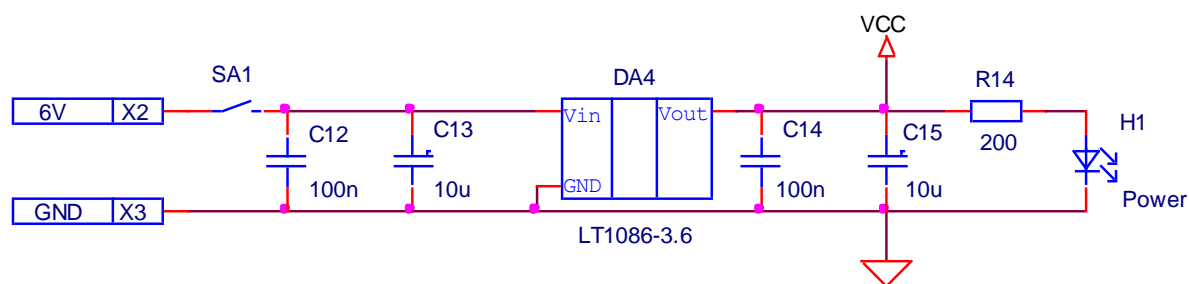 VCC
SA1
DA4
R14
6V X2
Vin
Vout
C12
C13
C14
C15
H1
200
100n
10u
GND
100n
10u
Power
GND X3
LT1086-3.6